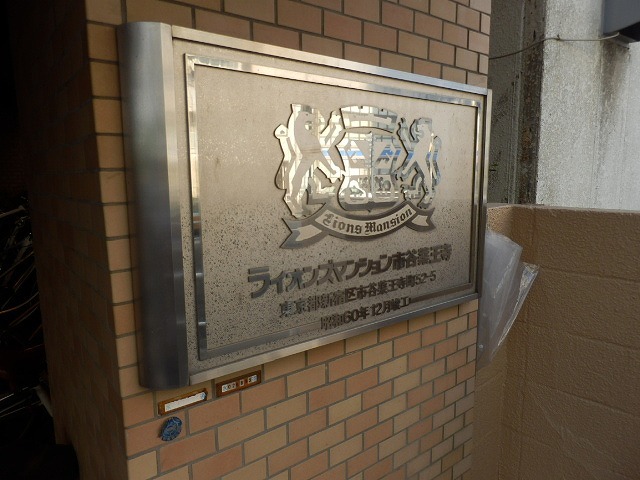 Lions Mansion
ライオンズマンション市谷薬王寺
東京都新宿区市谷薬王寺町52-5
昭和60年12月竣工